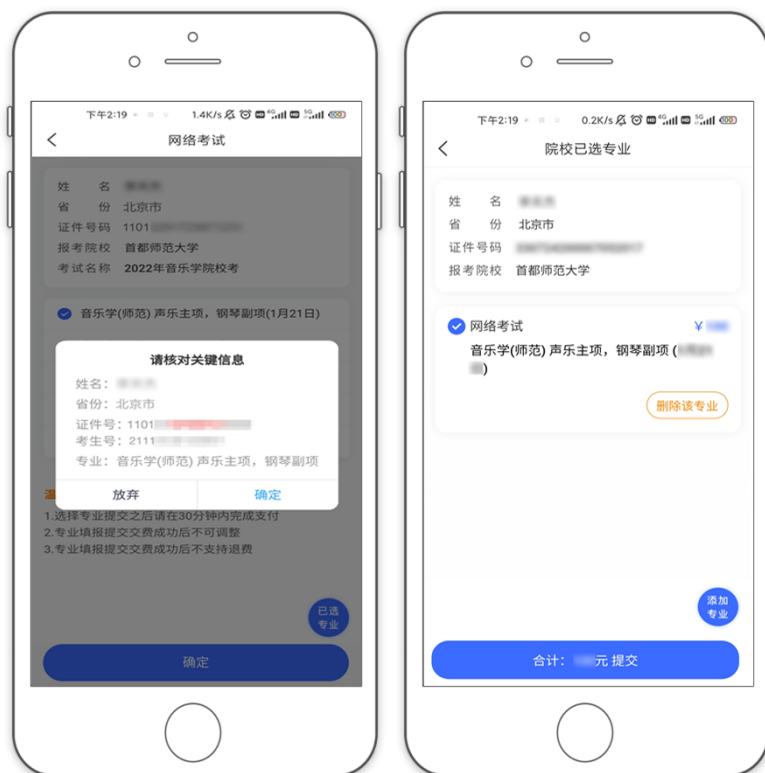 下午2:19
1.4K/s
4G
5G
100
网络考试
姓 名
省 份 北京市
证件号码 1101
报考院校 首都师范大学
考试名称 2022年音乐学院校考
音乐学(师范) 声乐主项，钢琴副项(1月21日)
请核对关键信息
姓名：
省份：北京市
证件号：1101
考生号：2111
专业：音乐学(师范) 声乐主项，钢琴副项
放弃 确定
温
1.选择专业提交之后请在30分钟内完成支付
2.专业填报提交交费成功后不可调整
3.专业填报提交交费成功后不支持退费
已选
专业
确定
下午2:19
0.2K/s
4G
5G
100
院校已选专业
姓 名
省 份 北京市
证件号码
报考院校 首都师范大学
网络考试 ￥
音乐学(师范) 声乐主项，钢琴副项 (
)
删除该专业
添加
专业
合计： 元 提交